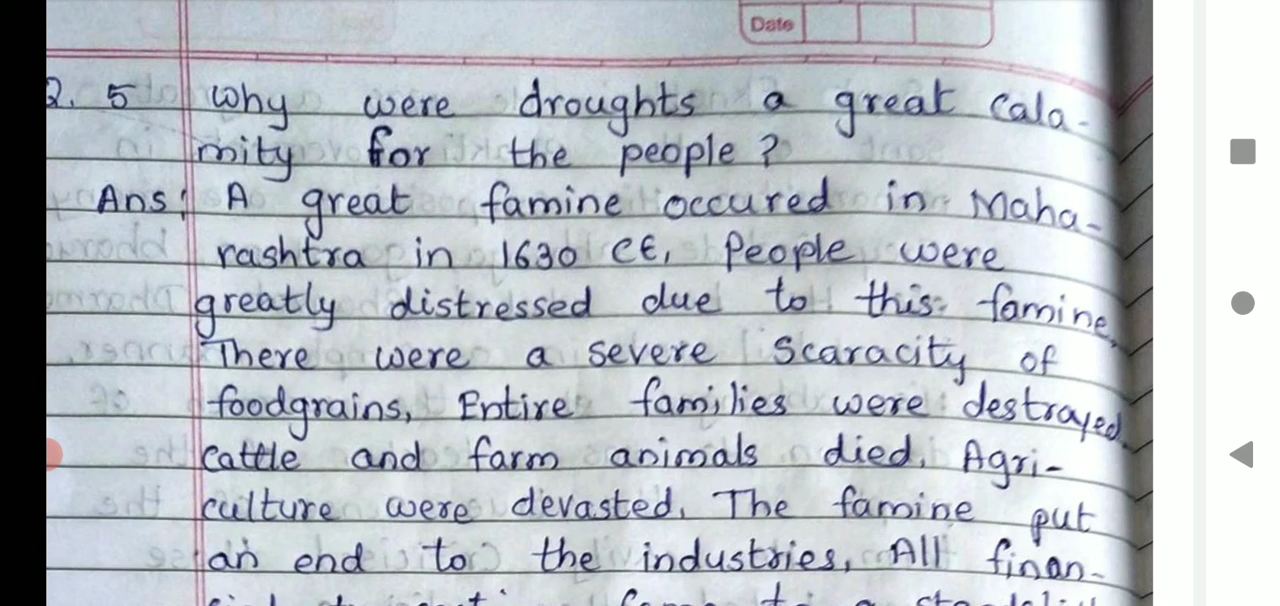 Date
2. 5 Why were droughts a great cala-
mity for the people?
Ans: A great famine occured in Maha-
rashtra in 1630 CE, People were
greatly distressed due to this famine,
There were a severe scaracity of
foodgrains, Entire families were destrayed.
Cattle and farm animals died, Agri-
culture were devasted, The famine put
an end to the industries, All finan-